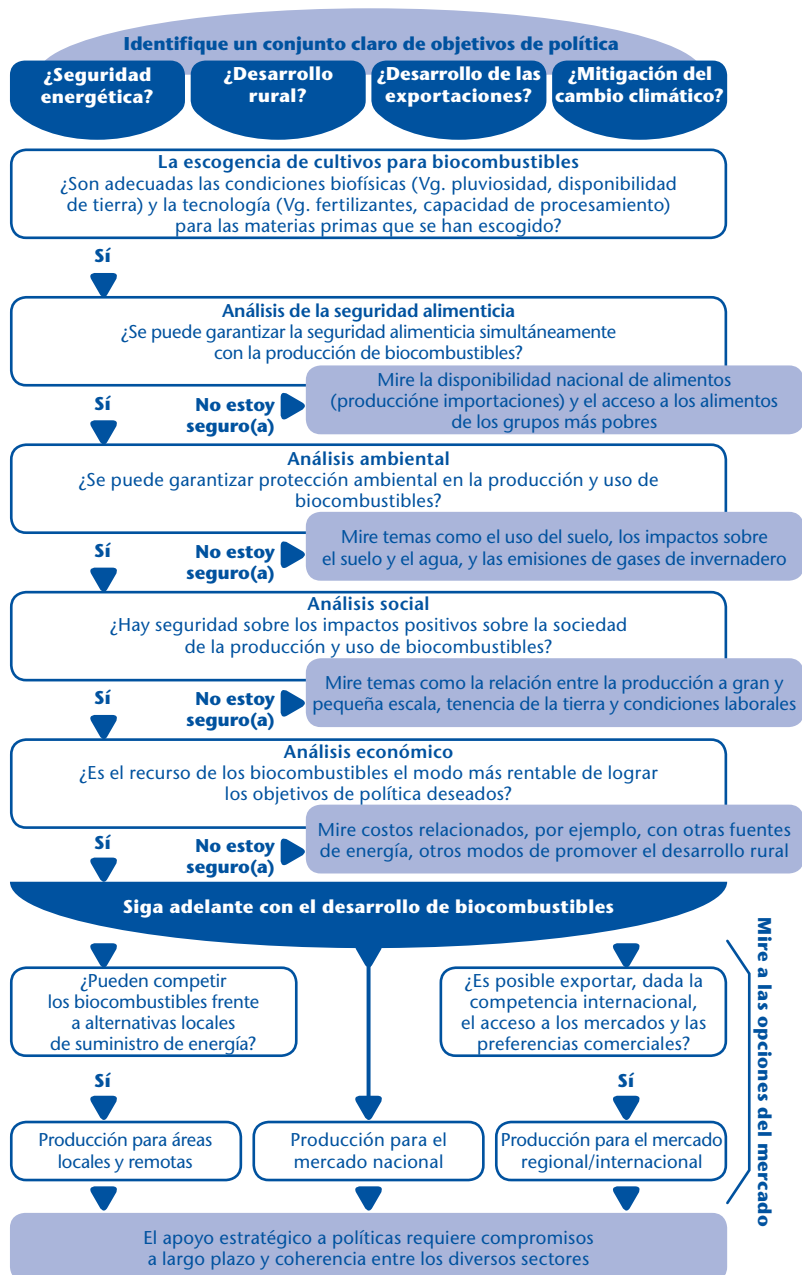 Identifique un conjunto claro de objetivos de política
¿Seguridad
energética?
¿Desarrollo
rural?
¿Desarrollo de las
exportaciones?
¿Mitigación del
cambio climático?
La escogencia de cultivos para biocombustibles
¿Son adecuadas las condiciones biofísicas (Vg. pluviosidad, disponibilidad
de tierra) y la tecnología (Vg. fertilizantes, capacidad de procesamiento)
para las materias primas que se han escogido?
Sí
Análisis de la seguridad alimenticia
¿Se puede garantizar la seguridad alimenticia simultáneamente
con la producción de biocombustibles?
Sí
No estoy
seguro(a)
Mire la disponibilidad nacional de alimentos
(produccióne importaciones) y el acceso a los alimentos
de los grupos más pobres
Análisis ambiental
¿Se puede garantizar protección ambiental en la producción y uso de
biocombustibles?
Sí
No estoy
seguro(a)
Mire temas como el uso del suelo, los impactos sobre
el suelo y el agua, y las emisiones de gases de invernadero
Análisis social
¿Hay seguridad sobre los impactos positivos sobre la sociedad
de la producción y uso de biocombustibles?
Sí
No estoy
seguro(a)
Mire temas como la relación entre la producción a gran y
pequeña escala, tenencia de la tierra y condiciones laborales
Análisis económico
¿Es el recurso de los biocombustibles el modo más rentable de lograr
los objetivos de política deseados?
Sí
No estoy
seguro(a)
Mire costos relacionados, por ejemplo, con otras fuentes
de energía, otros modos de promover el desarrollo rural
Siga adelante con el desarrollo de biocombustibles
¿Pueden competir
los biocombustibles frente
a alternativas locales
de suministro de energía?
¿Es posible exportar, dada la
competencia internacional,
el acceso a los mercados y las
preferencias comerciales?
Sí
Sí
Producción para áreas
locales y remotas
Producción para el
mercado nacional
Producción para el mercado
regional/internacional
Mire a las opciones del mercado
El apoyo estratégico a políticas requiere compromisos
a largo plazo y coherencia entre los diversos sectores